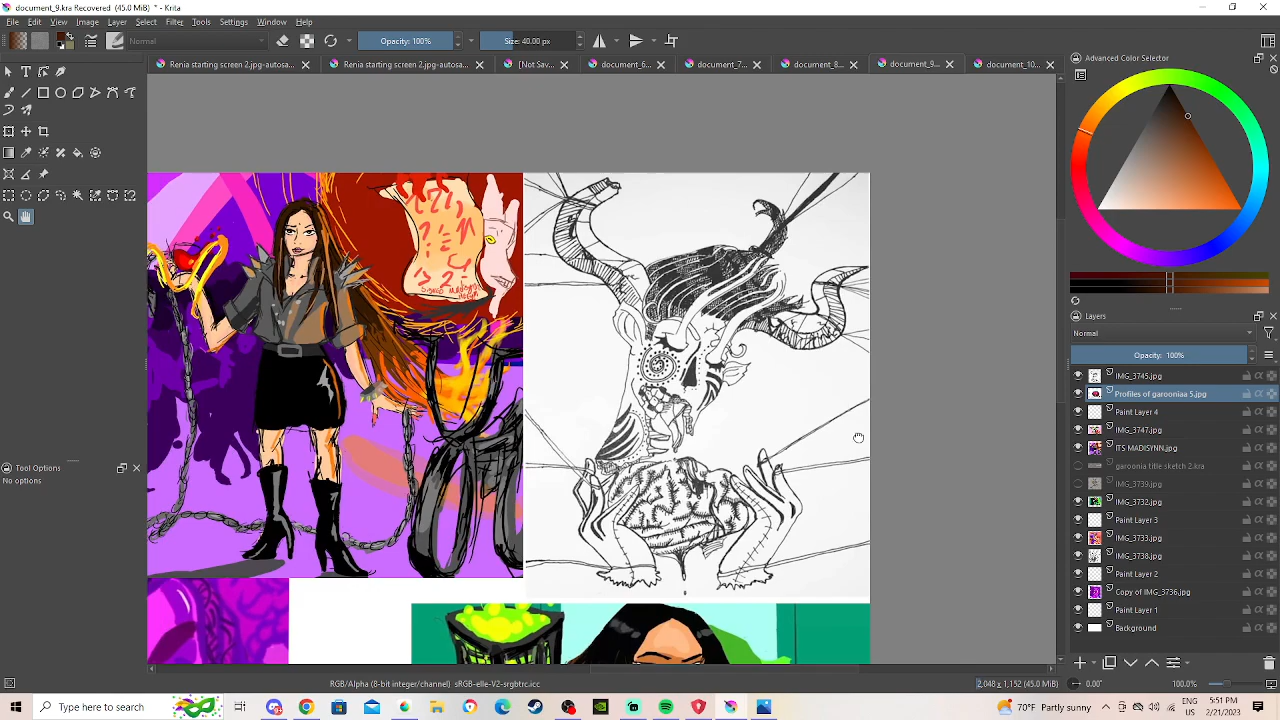 document_9.kra Recovered (45.0 MiB) * - Krita
File Edit View Image Layer Select Filter Tools Settings Window Help
Normal Opacity: 100% Size: 40.00 px
Renia starting screen 2.jpg-autosa... Renia starting screen 2.jpg-autosa... [Not Sav... document_6... document_7... document_8... document_9... document_10...
Advanced Color Selector
Layers
Normal
Opacity: 100%
IMG_3745.jpg
Profiles of garooniaa 5.jpg
Paint Layer 4
IMG_3747.jpg
ITS MADISYNN.jpg
garoonia title sketch 2.kra
IMG_3739.jpg
IMG_3732.jpg
Paint Layer 3
IMG_3733.jpg
IMG_3738.jpg
Paint Layer 2
Copy of IMG_3736.jpg
Paint Layer 1
Background
Tool Options
No options
SIGNED
RGB/Alpha (8-bit integer/channel) sRGB-elle-V2-srgbtrc.icc
2,048 x 1,152 (45.0 MiB) 0.00° 100.0%
Type here to search
70°F Partly sunny
5:51 PM
2/21/2023